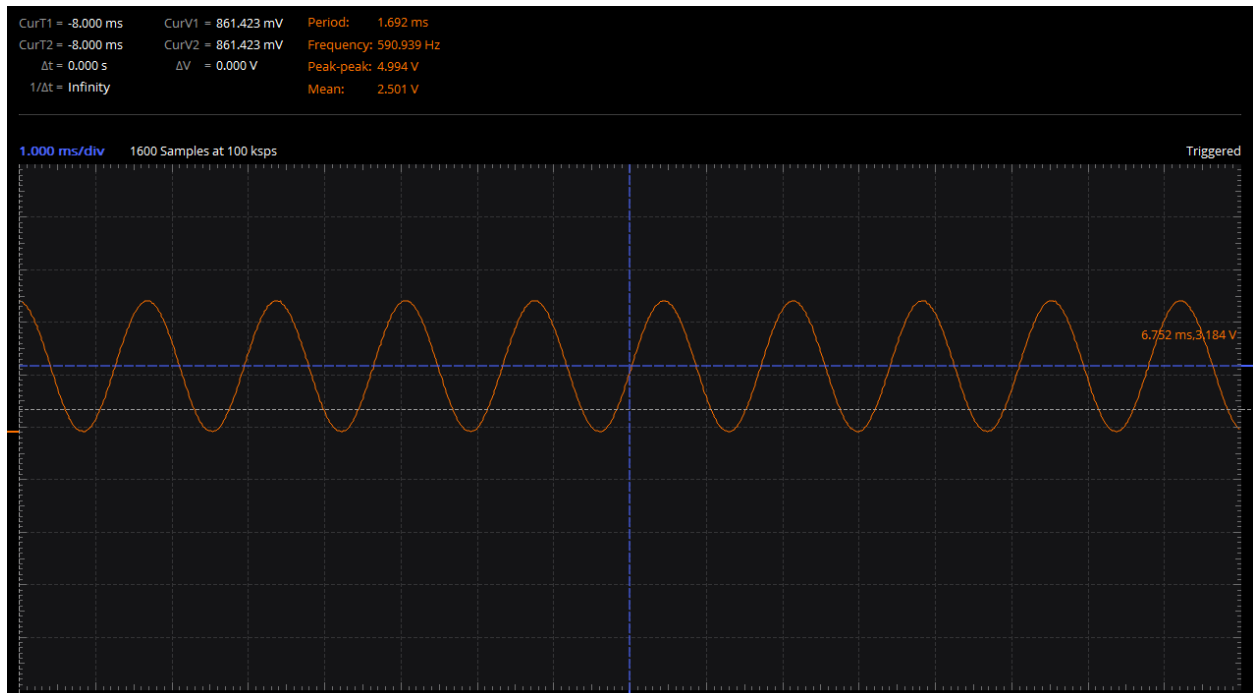 CurT1 = -8.000 ms CurV1 = 861.423 mV Period: 1.692 ms
CurT2 = -8.000 ms CurV2 = 861.423 mV Frequency: 590.939 Hz
Δt = 0.000 s ΔV = 0.000 V Peak-peak: 4.994 V
1/Δt = Infinity Mean: 2.501 V
1.000 ms/div 1600 Samples at 100 ksps Triggered
6.752 ms,3.184 V